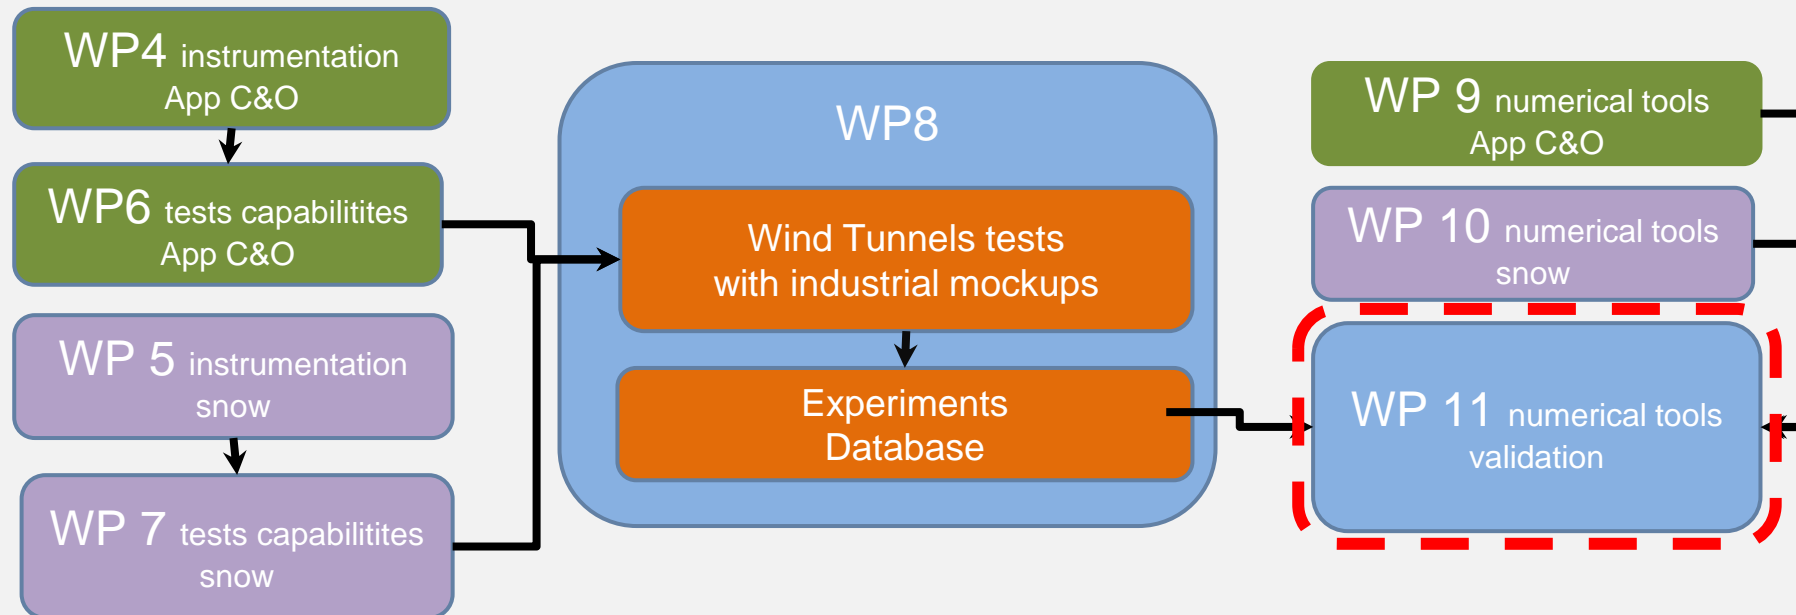 WP4 instrumentation
App C&O
WP6 tests capabilitites
App C&O
WP 5 instrumentation
snow
WP 7 tests capabilitites
snow
WP8
Wind Tunnels tests
with industrial mockups
Experiments
Database
WP 9 numerical tools
App C&O
WP 10 numerical tools
snow
WP 11 numerical tools
validation